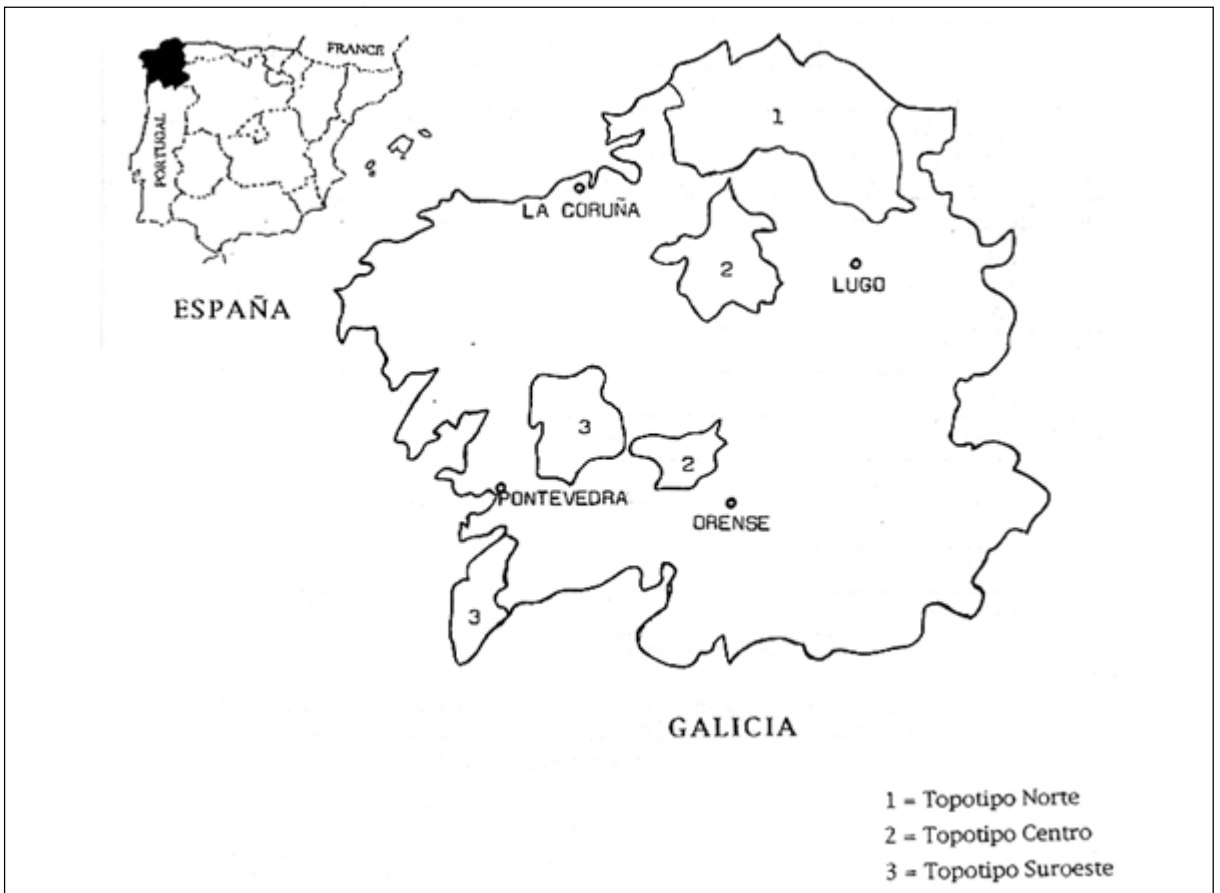 FRANCE
PORTUGAL
ESPAÑA
1
LA CORUÑA
2
LUGO
3
2
PONTEVEDRA
ORENSE
3
GALICIA
1 = Topotipo Norte
2 = Topotipo Centro
3 = Topotipo Suroeste